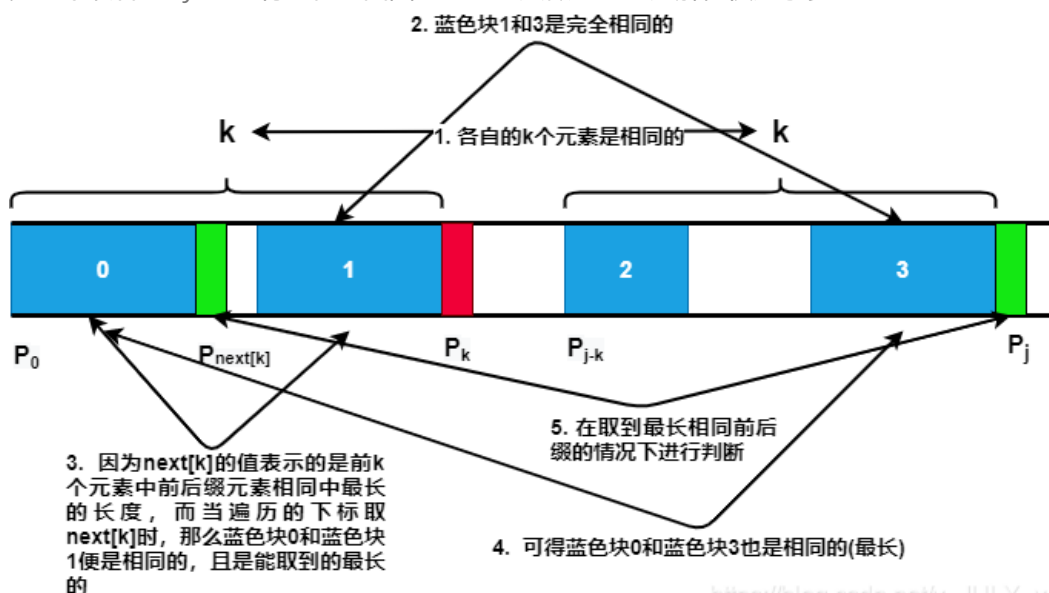 2. 蓝色块1和3是完全相同的
k
1. 各自的k个元素是相同的
k
0
1
2
3
P0
Pnext[k]
Pk
Pj-k
Pj
3. 因为next[k]的值表示的是前k
个元素中前后缀元素相同中最长
的长度，而当遍历的下标取
next[k]时，那么蓝色块0和蓝色块
1便是相同的，且是能取到的最长
的
5. 在取到最长相同前后
缀的情况下进行判断
4. 可得蓝色块0和蓝色块3也是相同的(最长)